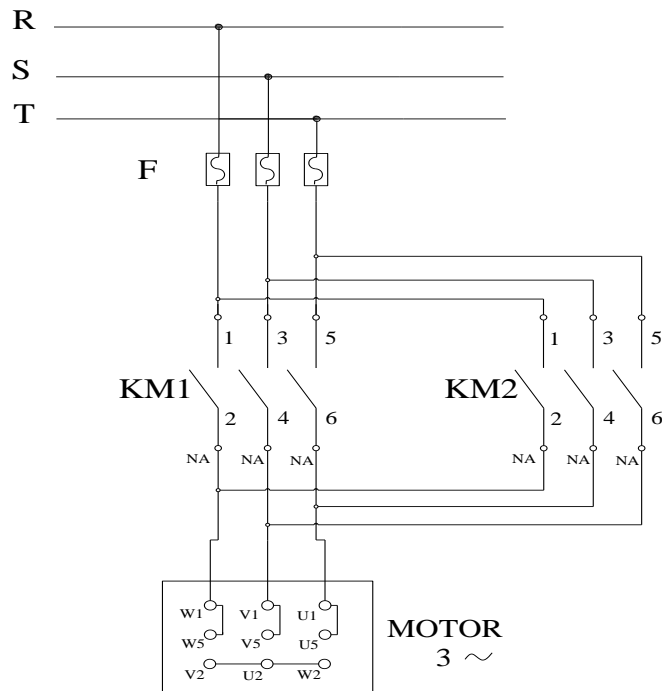 R
S
T
F
1 3 5
1 3 5
KM1
KM2
2 4 6
2 4 6
NA NA NA
NA NA NA
W1 V1 U1
W5 V5 U5
V2 U2 W2
MOTOR
3 ~